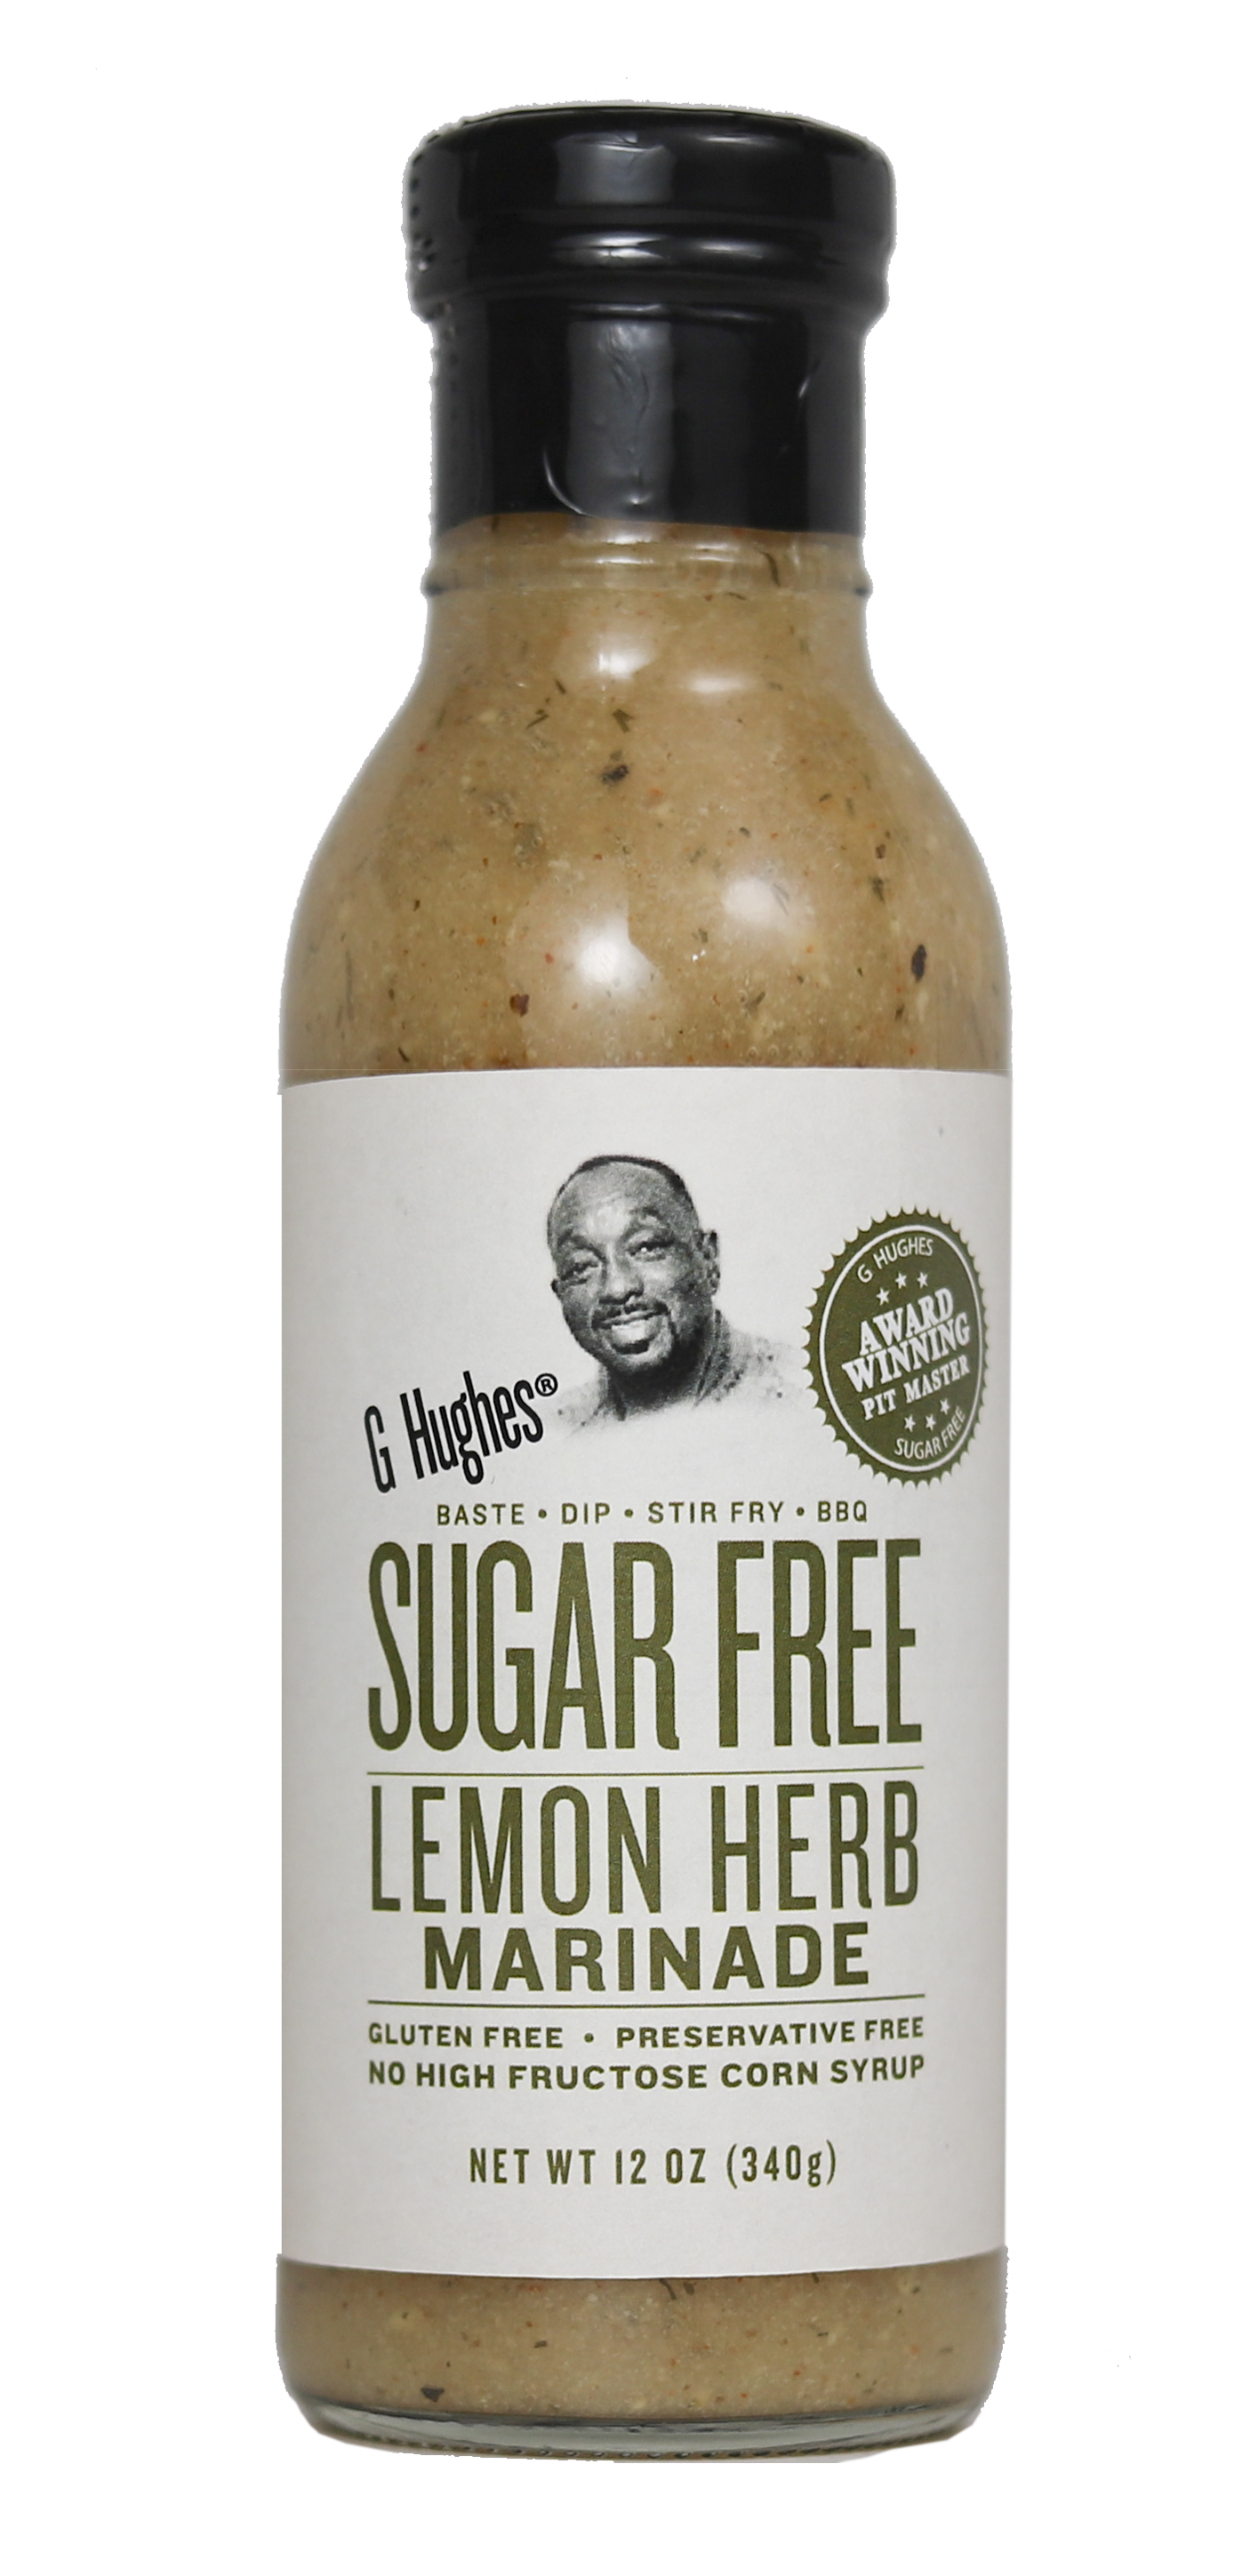 G Hughes®
G HUGHES
AWARD
WINNING
PIT MASTER
SUGAR FREE
BASTE • DIP • STIR FRY • BBQ
SUGAR FREE
LEMON HERB
MARINADE
GLUTEN FREE • PRESERVATIVE FREE
NO HIGH FRUCTOSE CORN SYRUP
NET WT 12 OZ (340g)